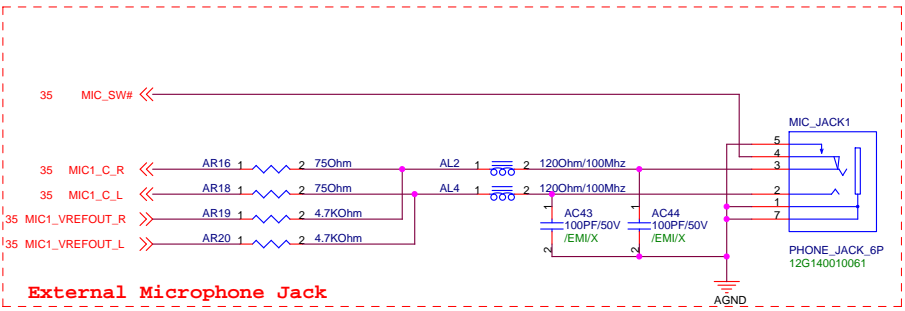 35 MIC_SW#
MIC_JACK1
5
4
3
2
1
7
35 MIC1_C_R AR16 1 2 75Ohm AL2 1 2 120Ohm/100Mhz
35 MIC1_C_L AR18 1 2 75Ohm AL4 1 2 120Ohm/100Mhz
35 MIC1_VREFOUT_R AR19 1 2 4.7KOhm
35 MIC1_VREFOUT_L AR20 1 2 4.7KOhm
1 AC43 100PF/50V /EMI/X 2
1 AC44 100PF/50V /EMI/X 2
PHONE_JACK_6P
12G140010061
AGND
External Microphone Jack